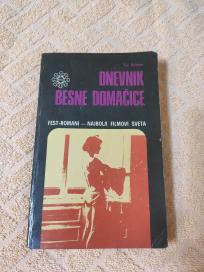 DNEVNIK
BESNE DOMAĆICE
FEST-ROMANI — NAJBOLJI FILMOVI SVETA